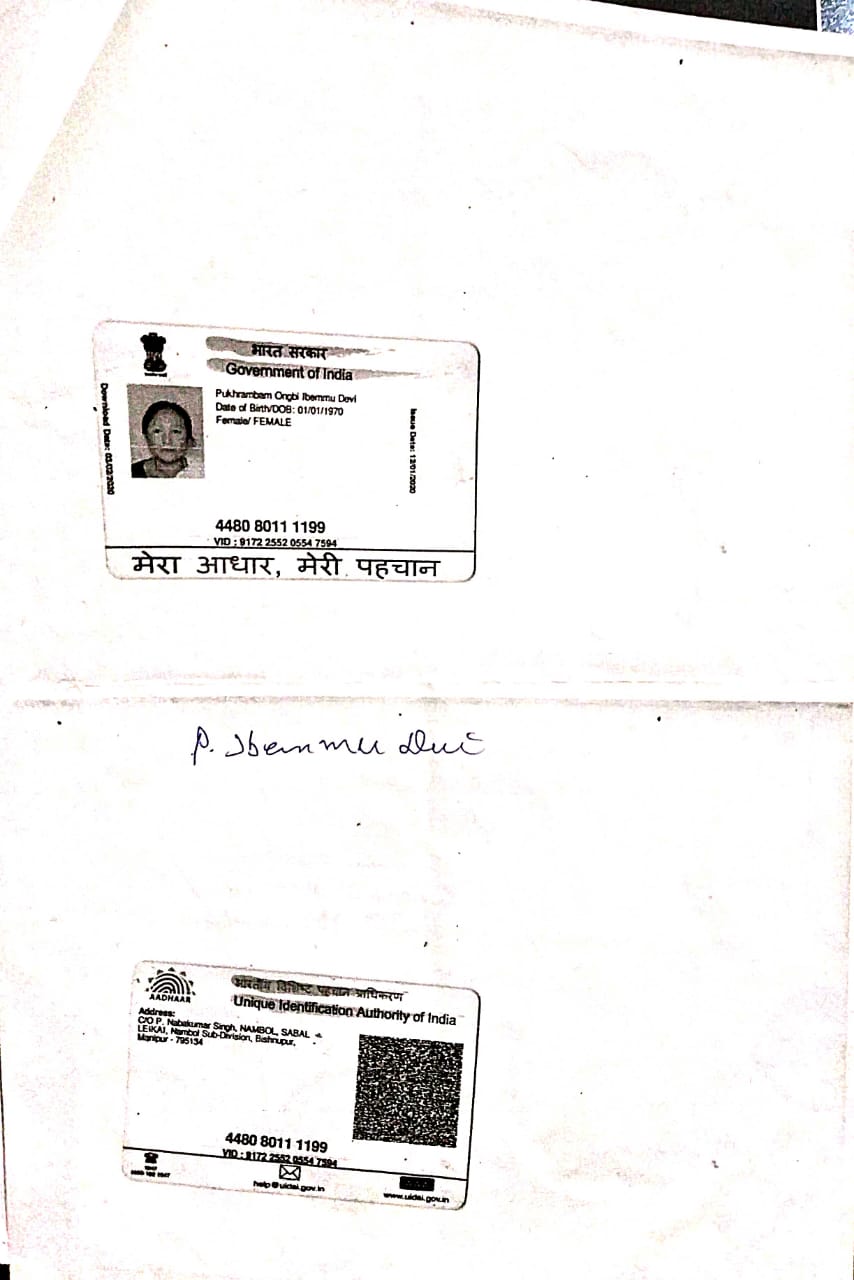 भारत सरकार
Government of India
Download Date: 03/02/2020
Pukhrambam Ongbi Ibemmu Devi
Date of Birth/DOB: 01/01/1970
Female/ FEMALE
Issue Date: 13/01/2020
4480 8011 1199
VID : 9172 2552 0554 7594
मेरा आधार, मेरी पहचान
P. Ibemmu Devi
AADHAAR
भारतीय विशिष्ट पहचान प्राधिकरण
Unique Identification Authority of India
Address:
C/O P. Nabakumar Singh, NAMBOL, SABAL
LEIKAI, Nambol Sub-Division, Bishnupur,
Manipur - 795134
4480 8011 1199
VID : 9172 2552 0554 7594
help@uidai.gov.in
www.uidai.gov.in